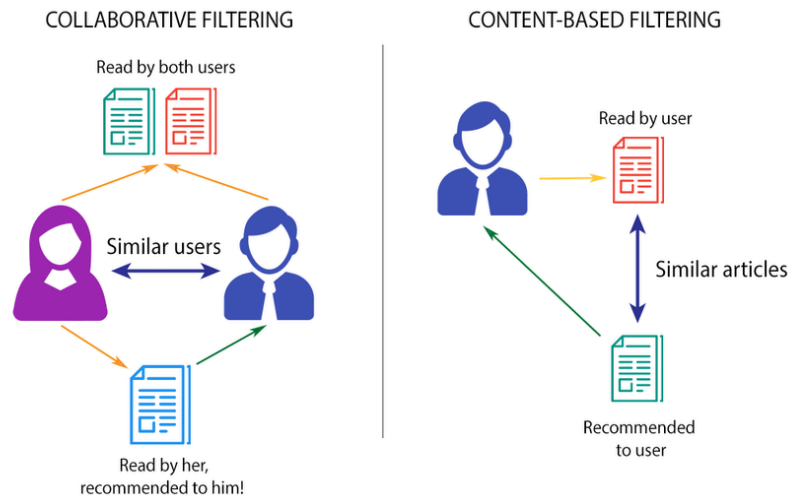 COLLABORATIVE FILTERING
Read by both users
Similar users
Read by her,
recommended to him!
CONTENT-BASED FILTERING
Read by user
Similar articles
Recommended
to user